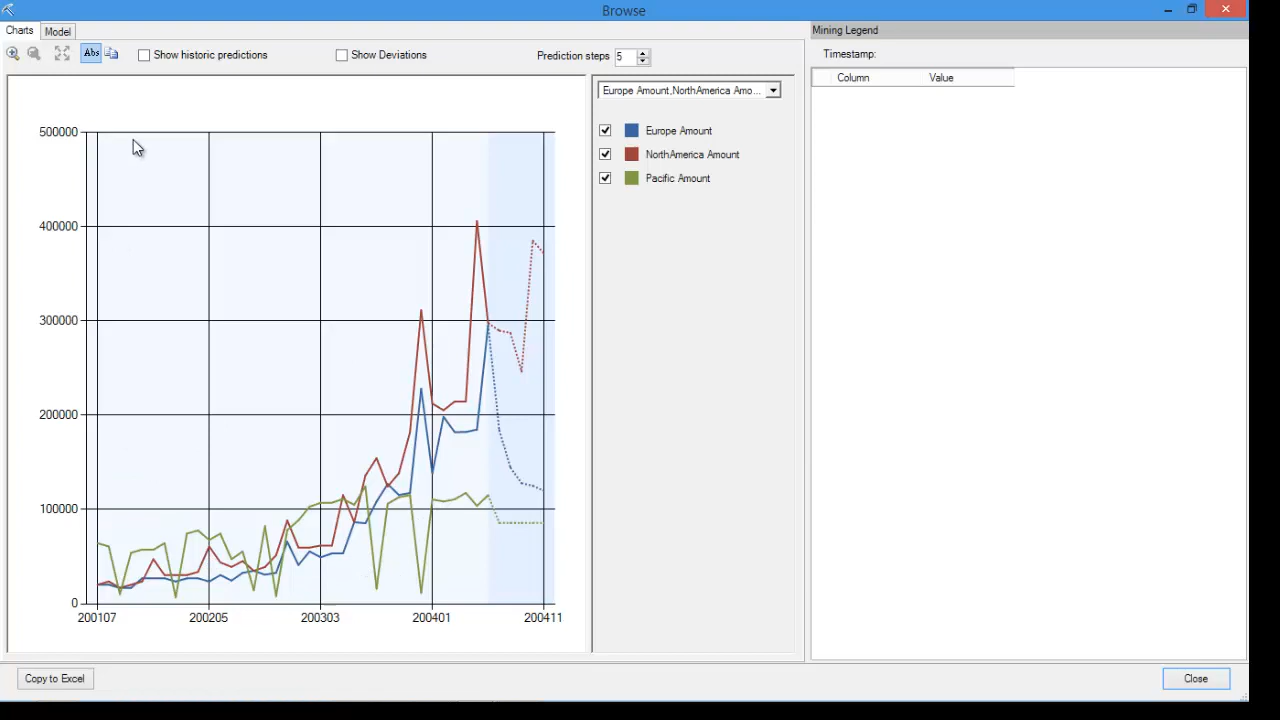 Browse
Charts
Model
Abs
Show historic predictions
Show Deviations
Prediction steps 5
Europe Amount,NorthAmerica Amo...
Europe Amount
NorthAmerica Amount
Pacific Amount
500000
400000
300000
200000
100000
0
200107
200205
200303
200401
200411
Mining Legend
Timestamp:
Column
Value
Copy to Excel
Close